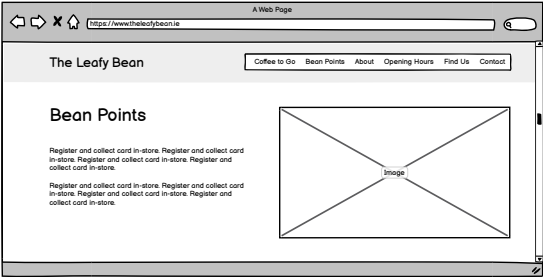 A Web Page
https://www.theleafybean.ie
The Leafy Bean
Coffee to Go Bean Points About Opening Hours Find Us Contact
Bean Points
Register and collect card in-store. Register and collect card
in-store. Register and collect card in-store. Register and
collect card in-store.
Register and collect card in-store. Register and collect card
in-store. Register and collect card in-store. Register and
collect card in-store.
Image